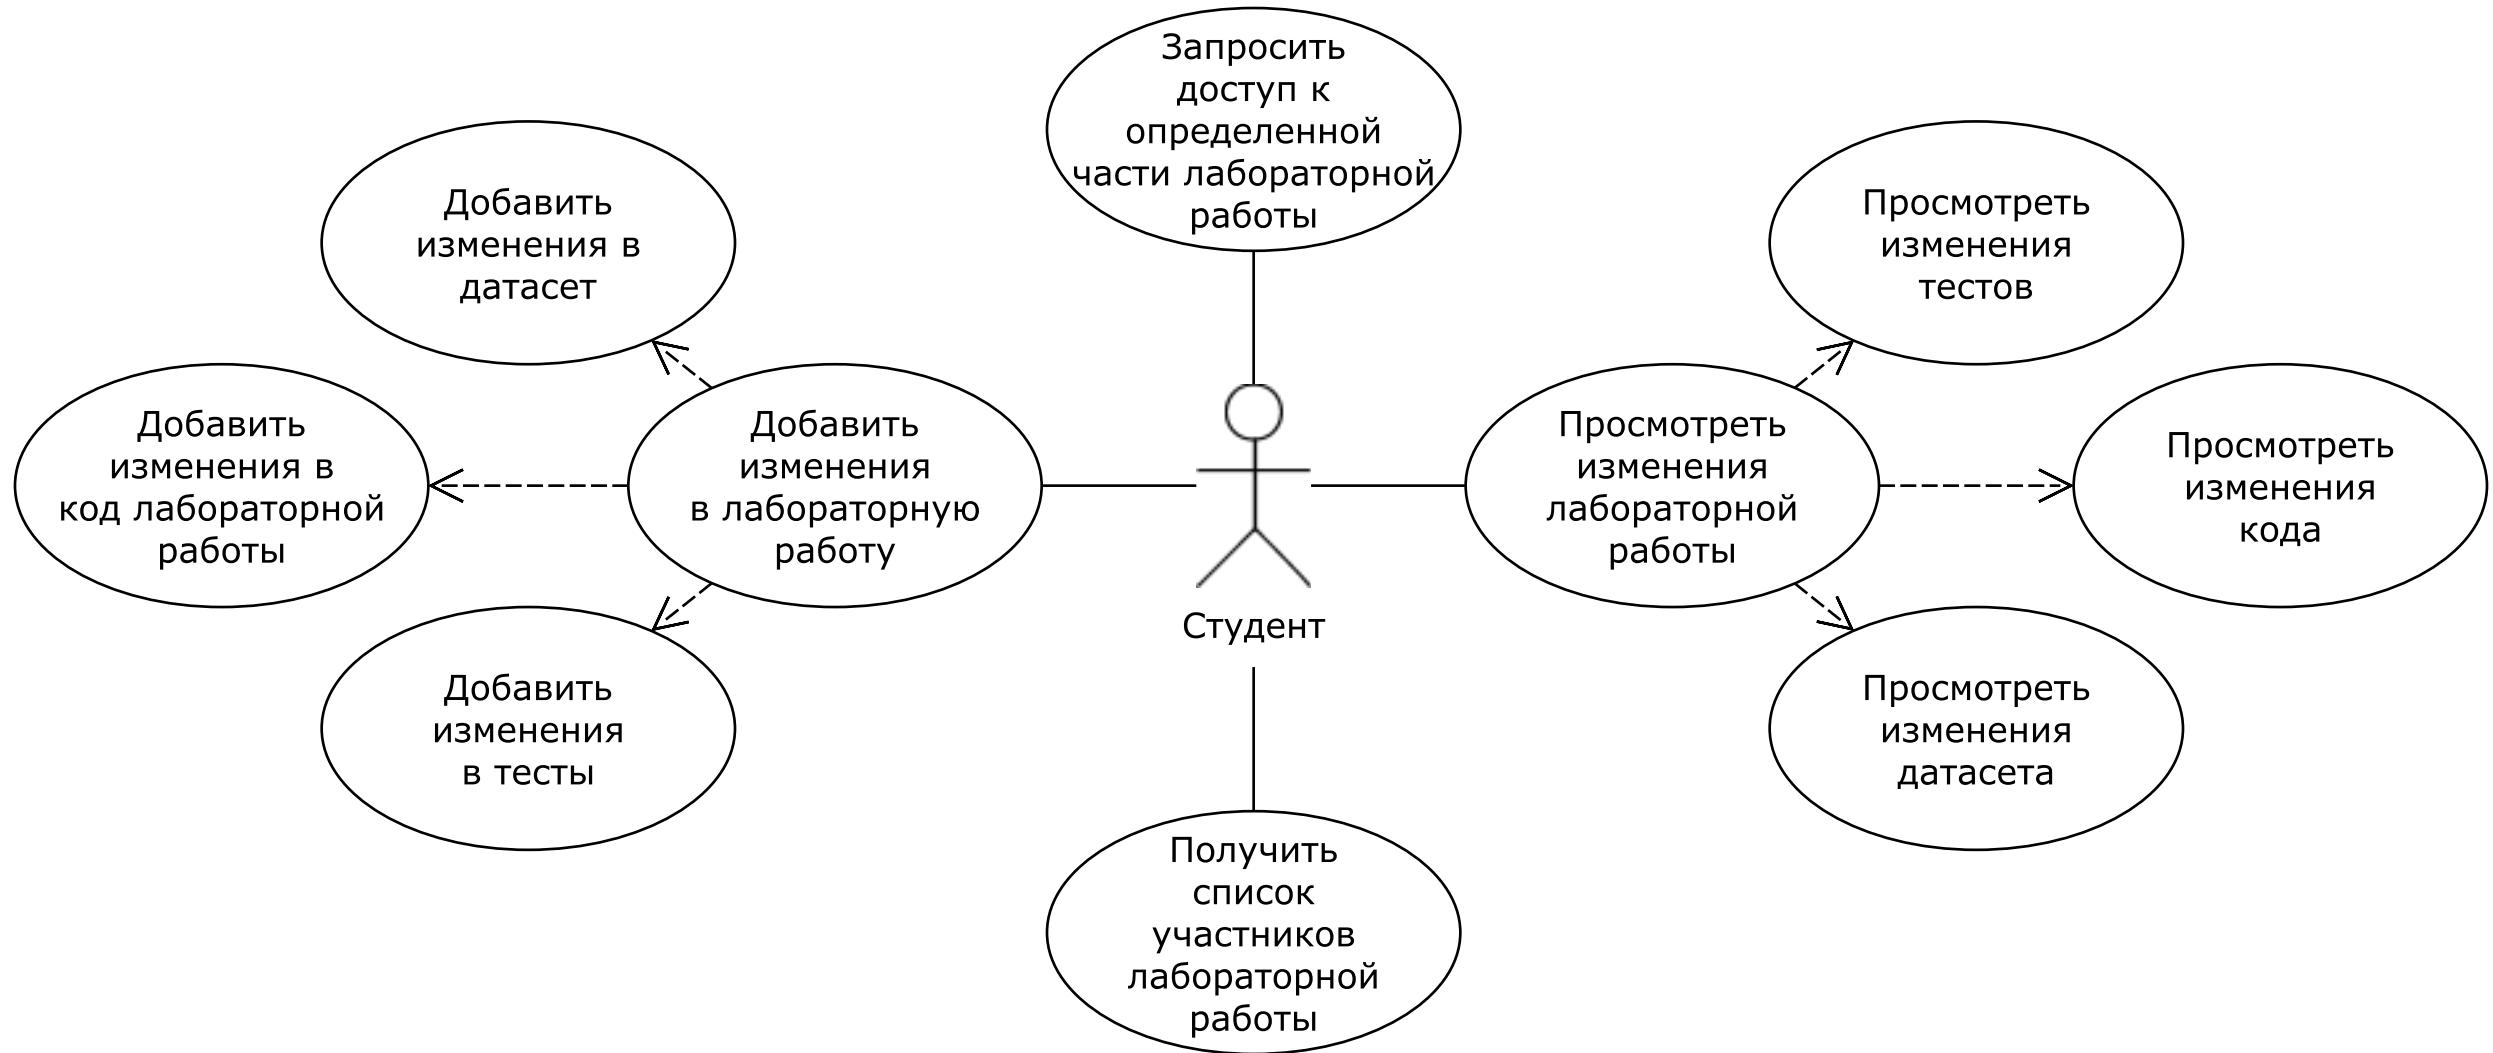 Запросить
доступ к
определенной
части лабораторной
работы
Добавить
изменения в
датасет
Просмотреть
изменения
тестов
Добавить
изменения в
код лабораторной
работы
Добавить
изменения
в лабораторную
работу
Просмотреть
изменения
лабораторной
работы
Просмотреть
изменения
кода
Студент
Добавить
изменения
в тесты
Просмотреть
изменения
датасета
Получить
список
участников
лабораторной
работы